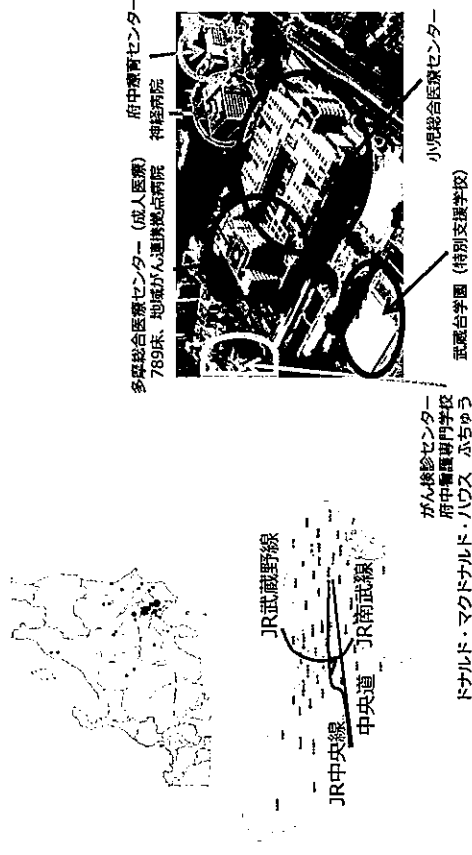 多摩総合医療センター（成人医療）
789床、地域がん連携拠点病院
府中療育センター
神経病院
小児総合医療センター
武蔵台学園（特別支援学校）
がん検診センター
府中看護専門学校
ドナルド・マクドナルド・ハウス ふちゅう
JR武蔵野線
JR中央線
中央道
JR南武線